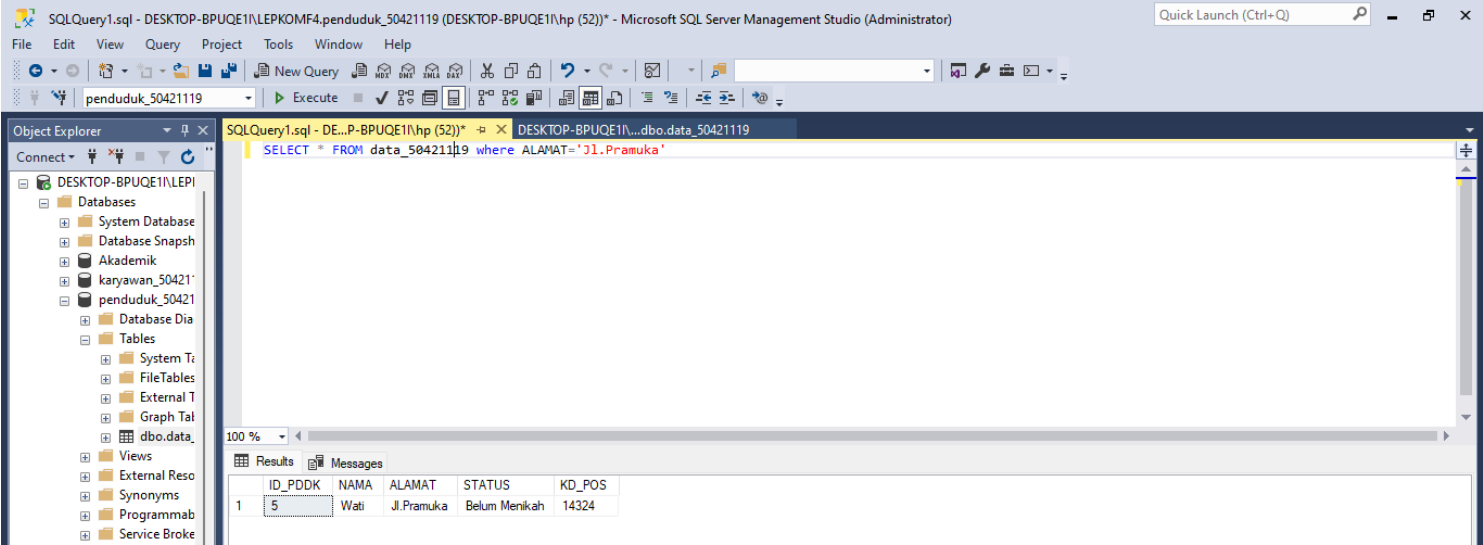 SQLQuery1.sql - DESKTOP-BPUQE1I\LEPKOMF4.penduduk_50421119 (DESKTOP-BPUQE1I\hp (52))* - Microsoft SQL Server Management Studio (Administrator)
Quick Launch (Ctrl+Q)
File Edit View Query Project Tools Window Help
New Query MDX DMX XMLA DAX
penduduk_50421119 Execute
Object Explorer
SQLQuery1.sql - DE...P-BPUQE1I\hp (52))* DESKTOP-BPUQE1I\...dbo.data_50421119
Connect
SELECT * FROM data_50421119 where ALAMAT='Jl.Pramuka'
DESKTOP-BPUQE1I\LEPI
Databases
System Database
Database Snapsh
Akademik
karyawan_50421
penduduk_50421
Database Dia
Tables
System Ta
FileTables
External T
Graph Tab
dbo.data_
Views
External Reso
Synonyms
Programmab
Service Broke
100 %
Results Messages
ID_PDDK NAMA ALAMAT STATUS KD_POS
1 5 Wati Jl.Pramuka Belum Menikah 14324